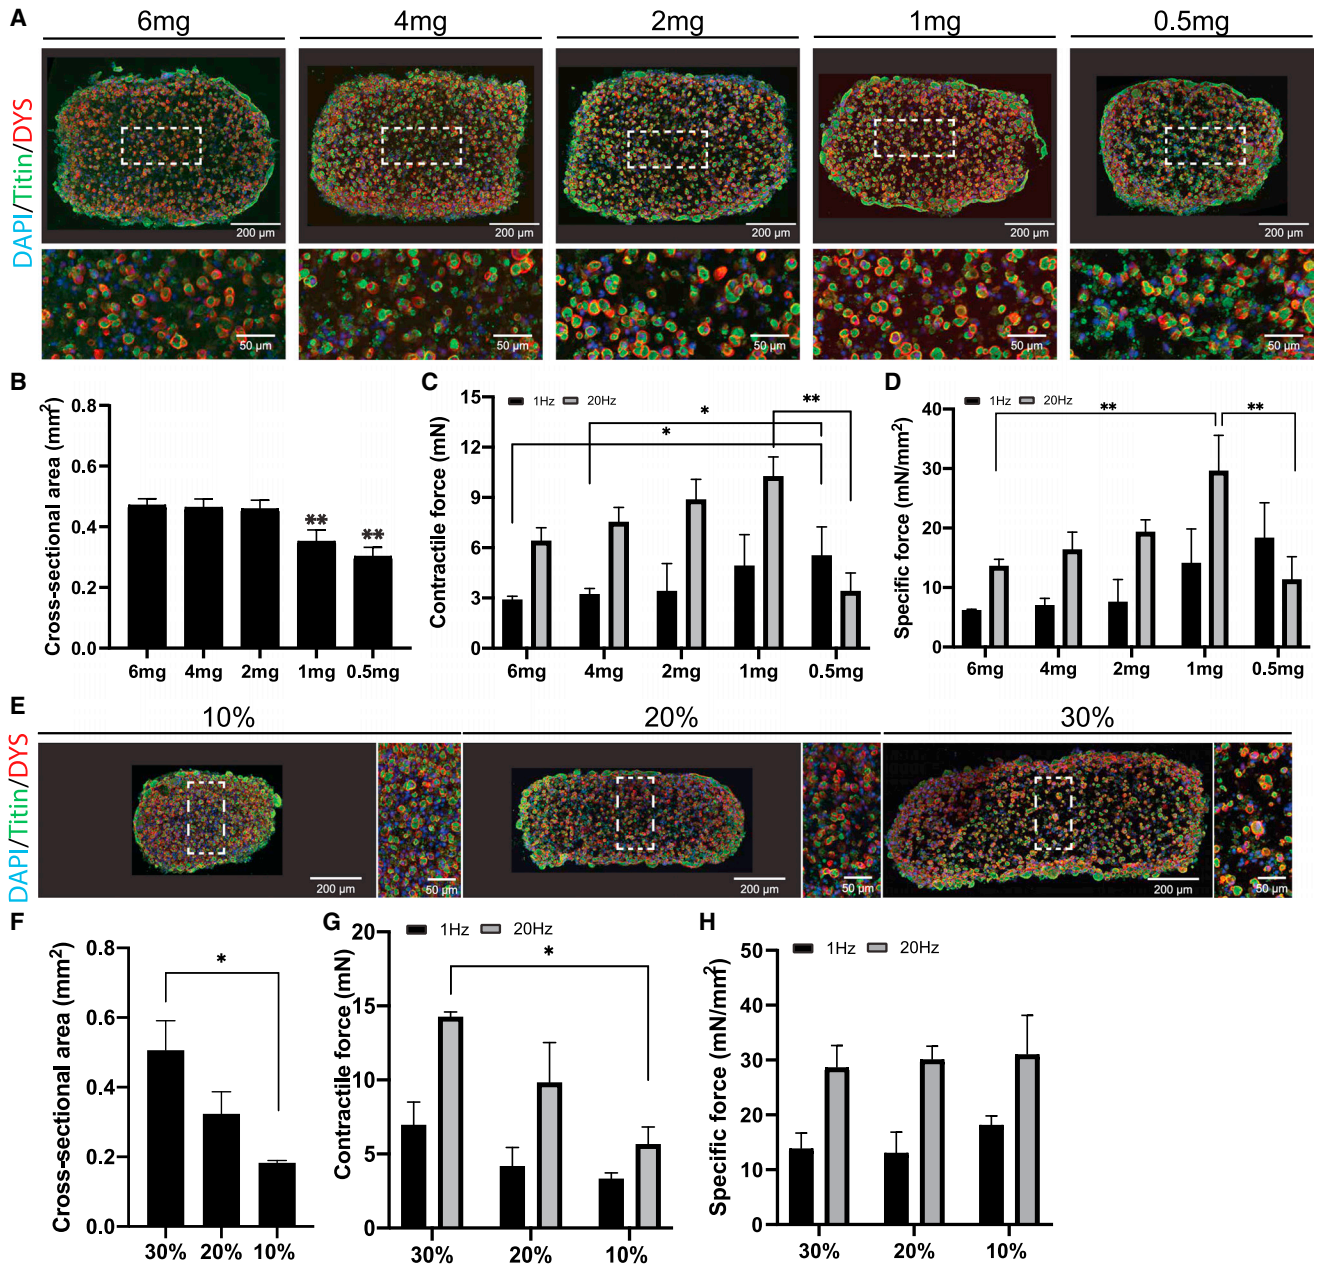 A
6mg 4mg 2mg 1mg 0.5mg
DAPI/Titin/DYS
200 µm 200 µm 200 µm 200 µm 200 µm
50 µm 50 µm 50 µm 50 µm 50 µm
B
Cross-sectional area (mm²)
0.8
0.6
0.4
0.2
0.0
** **
6mg 4mg 2mg 1mg 0.5mg
C
1Hz 20Hz
Contractile force (mN)
15
12
9
6
3
0
* * **
6mg 4mg 2mg 1mg 0.5mg
D
1Hz 20Hz
Specific force (mN/mm²)
40
30
20
10
0
** **
6mg 4mg 2mg 1mg 0.5mg
E
10% 20% 30%
DAPI/Titin/DYS
200 µm 50 µm 200 µm 50 µm 200 µm 50 µm
F
Cross-sectional area (mm²)
0.8
0.6
0.4
0.2
0.0
*
30% 20% 10%
G
1Hz 20Hz
Contractile force (mN)
20
15
10
5
0
*
30% 20% 10%
H
1Hz 20Hz
Specific force (mN/mm²)
50
40
30
20
10
0
30% 20% 10%